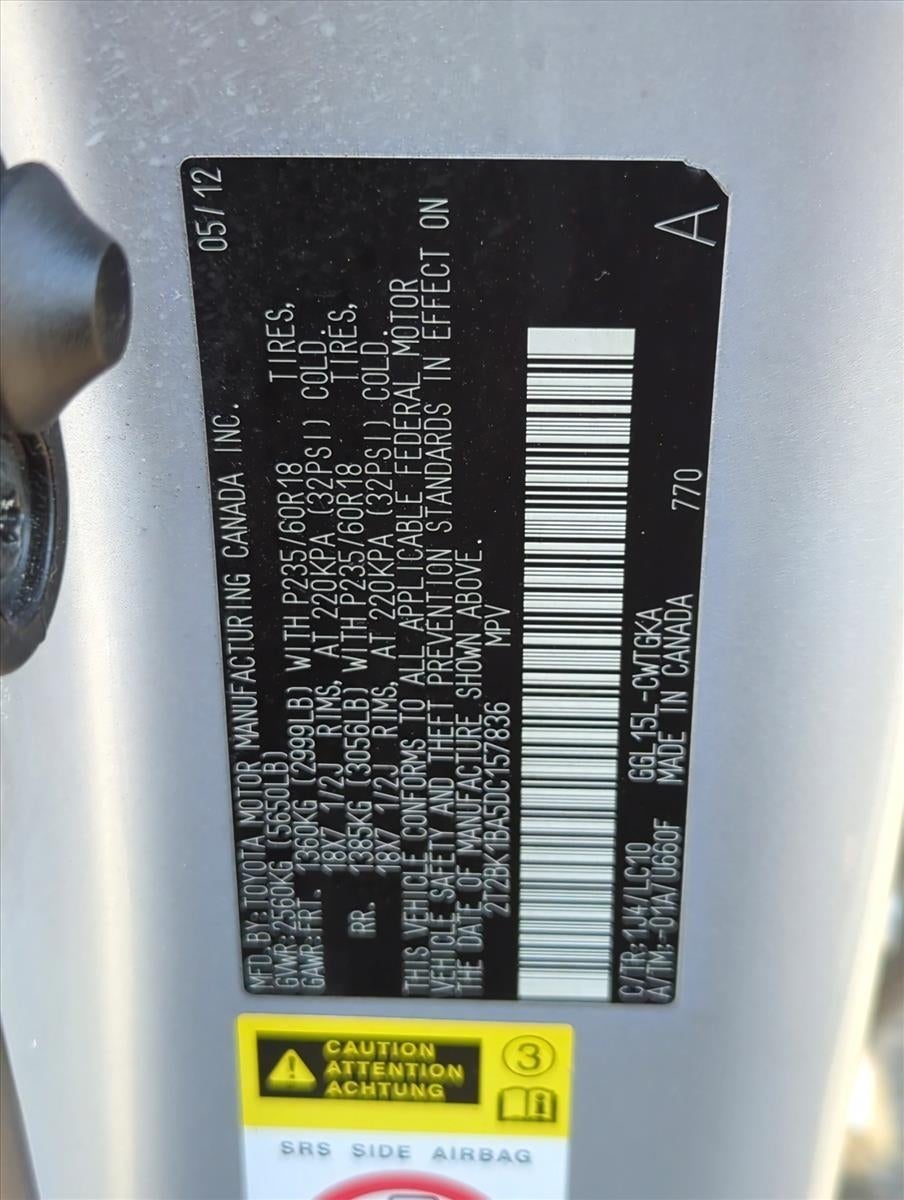 MFD. BY: TOYOTA MOTOR MANUFACTURING CANADA INC. 05/12
GVWR: 2560KG (5650LB)
GAWR: FRT. 1360KG (2999LB) WITH P235/60R18 TIRES,
18X7 1/2J RIMS, AT 220KPA (32PSI) COLD.
RR. 1385KG (3056LB) WITH P235/60R18 TIRES,
18X7 1/2J RIMS, AT 220KPA (32PSI) COLD.
THIS VEHICLE CONFORMS TO ALL APPLICABLE FEDERAL MOTOR
VEHICLE SAFETY AND THEFT PREVENTION STANDARDS IN EFFECT ON
THE DATE OF MANUFACTURE SHOWN ABOVE.
2T2BK1BA5DC157836 MPV
C/TR: 1J4/LC10 GGL15L-CWTGKA
A/TM: -01A/U660F MADE IN CANADA 770 A
CAUTION
ATTENTION
ACHTUNG
3
SRS SIDE AIRBAG